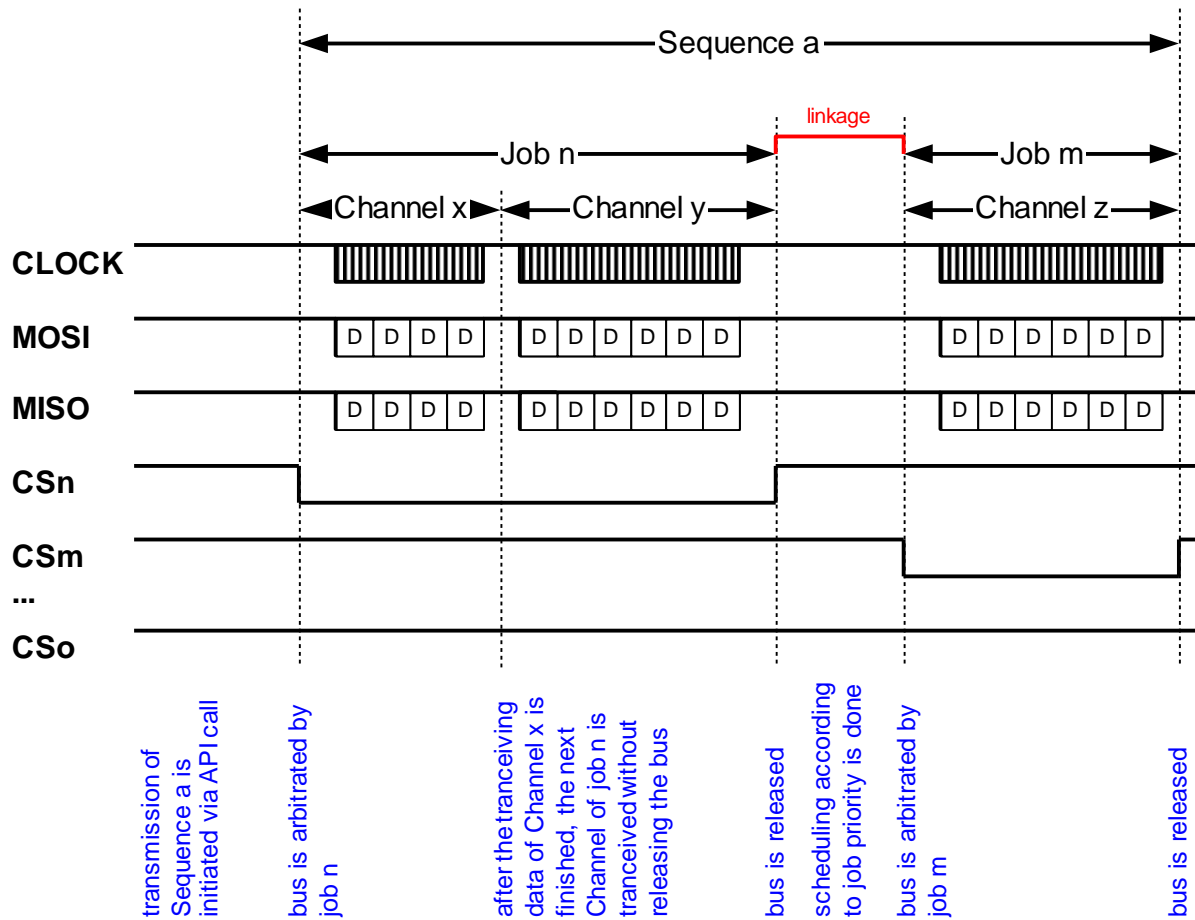 Sequence a
linkage
Job n
Job m
Channel x
Channel y
Channel z
CLOCK
MOSI
D D D D
D D D D D D
D D D D D D
MISO
D D D D
D D D D D D
D D D D D D
CSn
CSm
...
CSo
transmission of
Sequence a is
initiated via API call
bus is arbitrated by
job n
after the tranceiving
data of Channel x is
finished, the next
Channel of job n is
tranceived without
releasing the bus
bus is released
scheduling according
to job priority is done
bus is arbitrated by
job m
bus is released